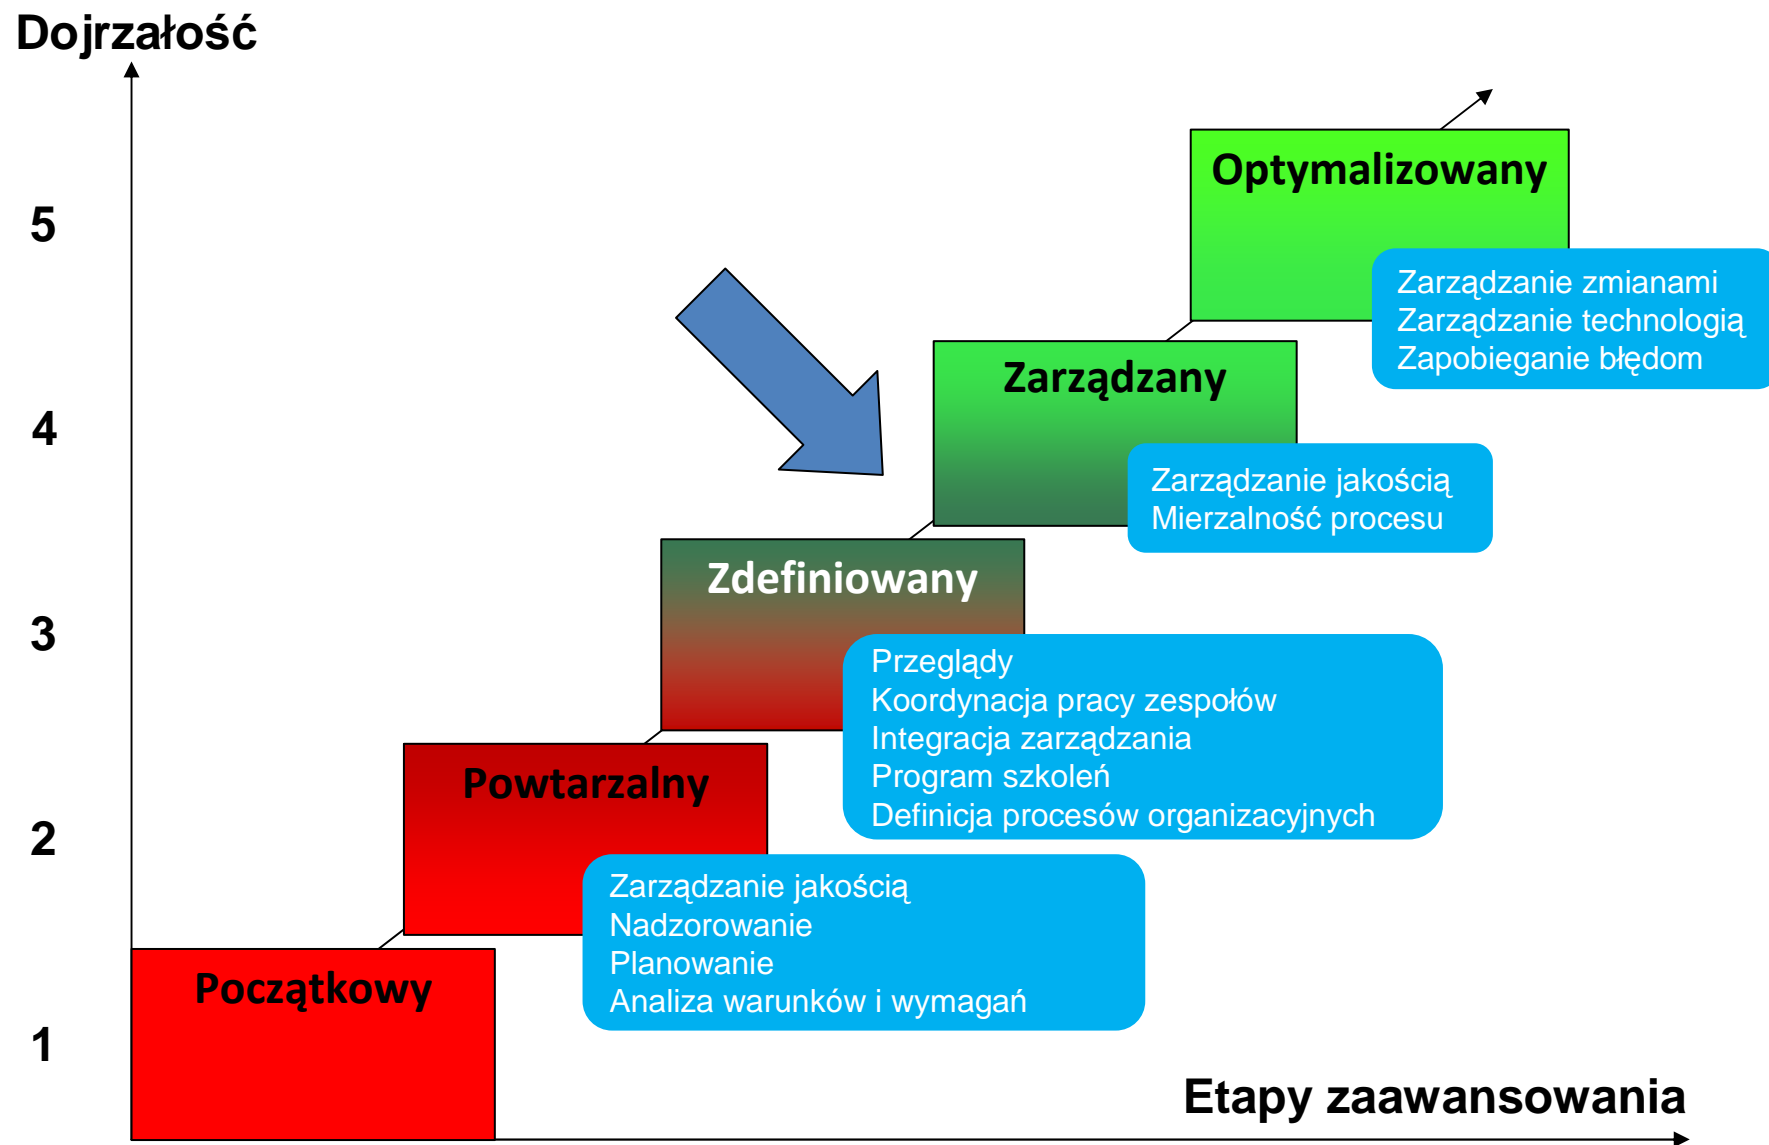 Dojrzałość
Optymalizowany
5
Zarządzanie zmianami
Zarządzanie technologią
Zapobieganie błędom
Zarządzany
4
Zarządzanie jakością
Mierzalność procesu
Zdefiniowany
3
Przeglądy
Koordynacja pracy zespołów
Integracja zarządzania
Program szkoleń
Definicja procesów organizacyjnych
Powtarzalny
2
Zarządzanie jakością
Nadzorowanie
Planowanie
Analiza warunków i wymagań
Początkowy
1
Etapy zaawansowania